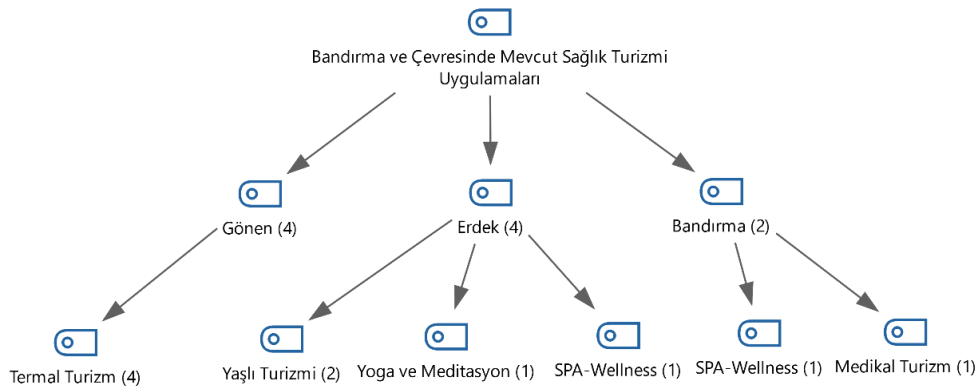 Bandırma ve Çevresinde Mevcut Sağlık Turizmi
Uygulamaları
Gönen (4)
Erdek (4)
Bandırma (2)
Termal Turizm (4)
Yaşlı Turizmi (2)
Yoga ve Meditasyon (1)
SPA-Wellness (1)
SPA-Wellness (1)
Medikal Turizm (1)